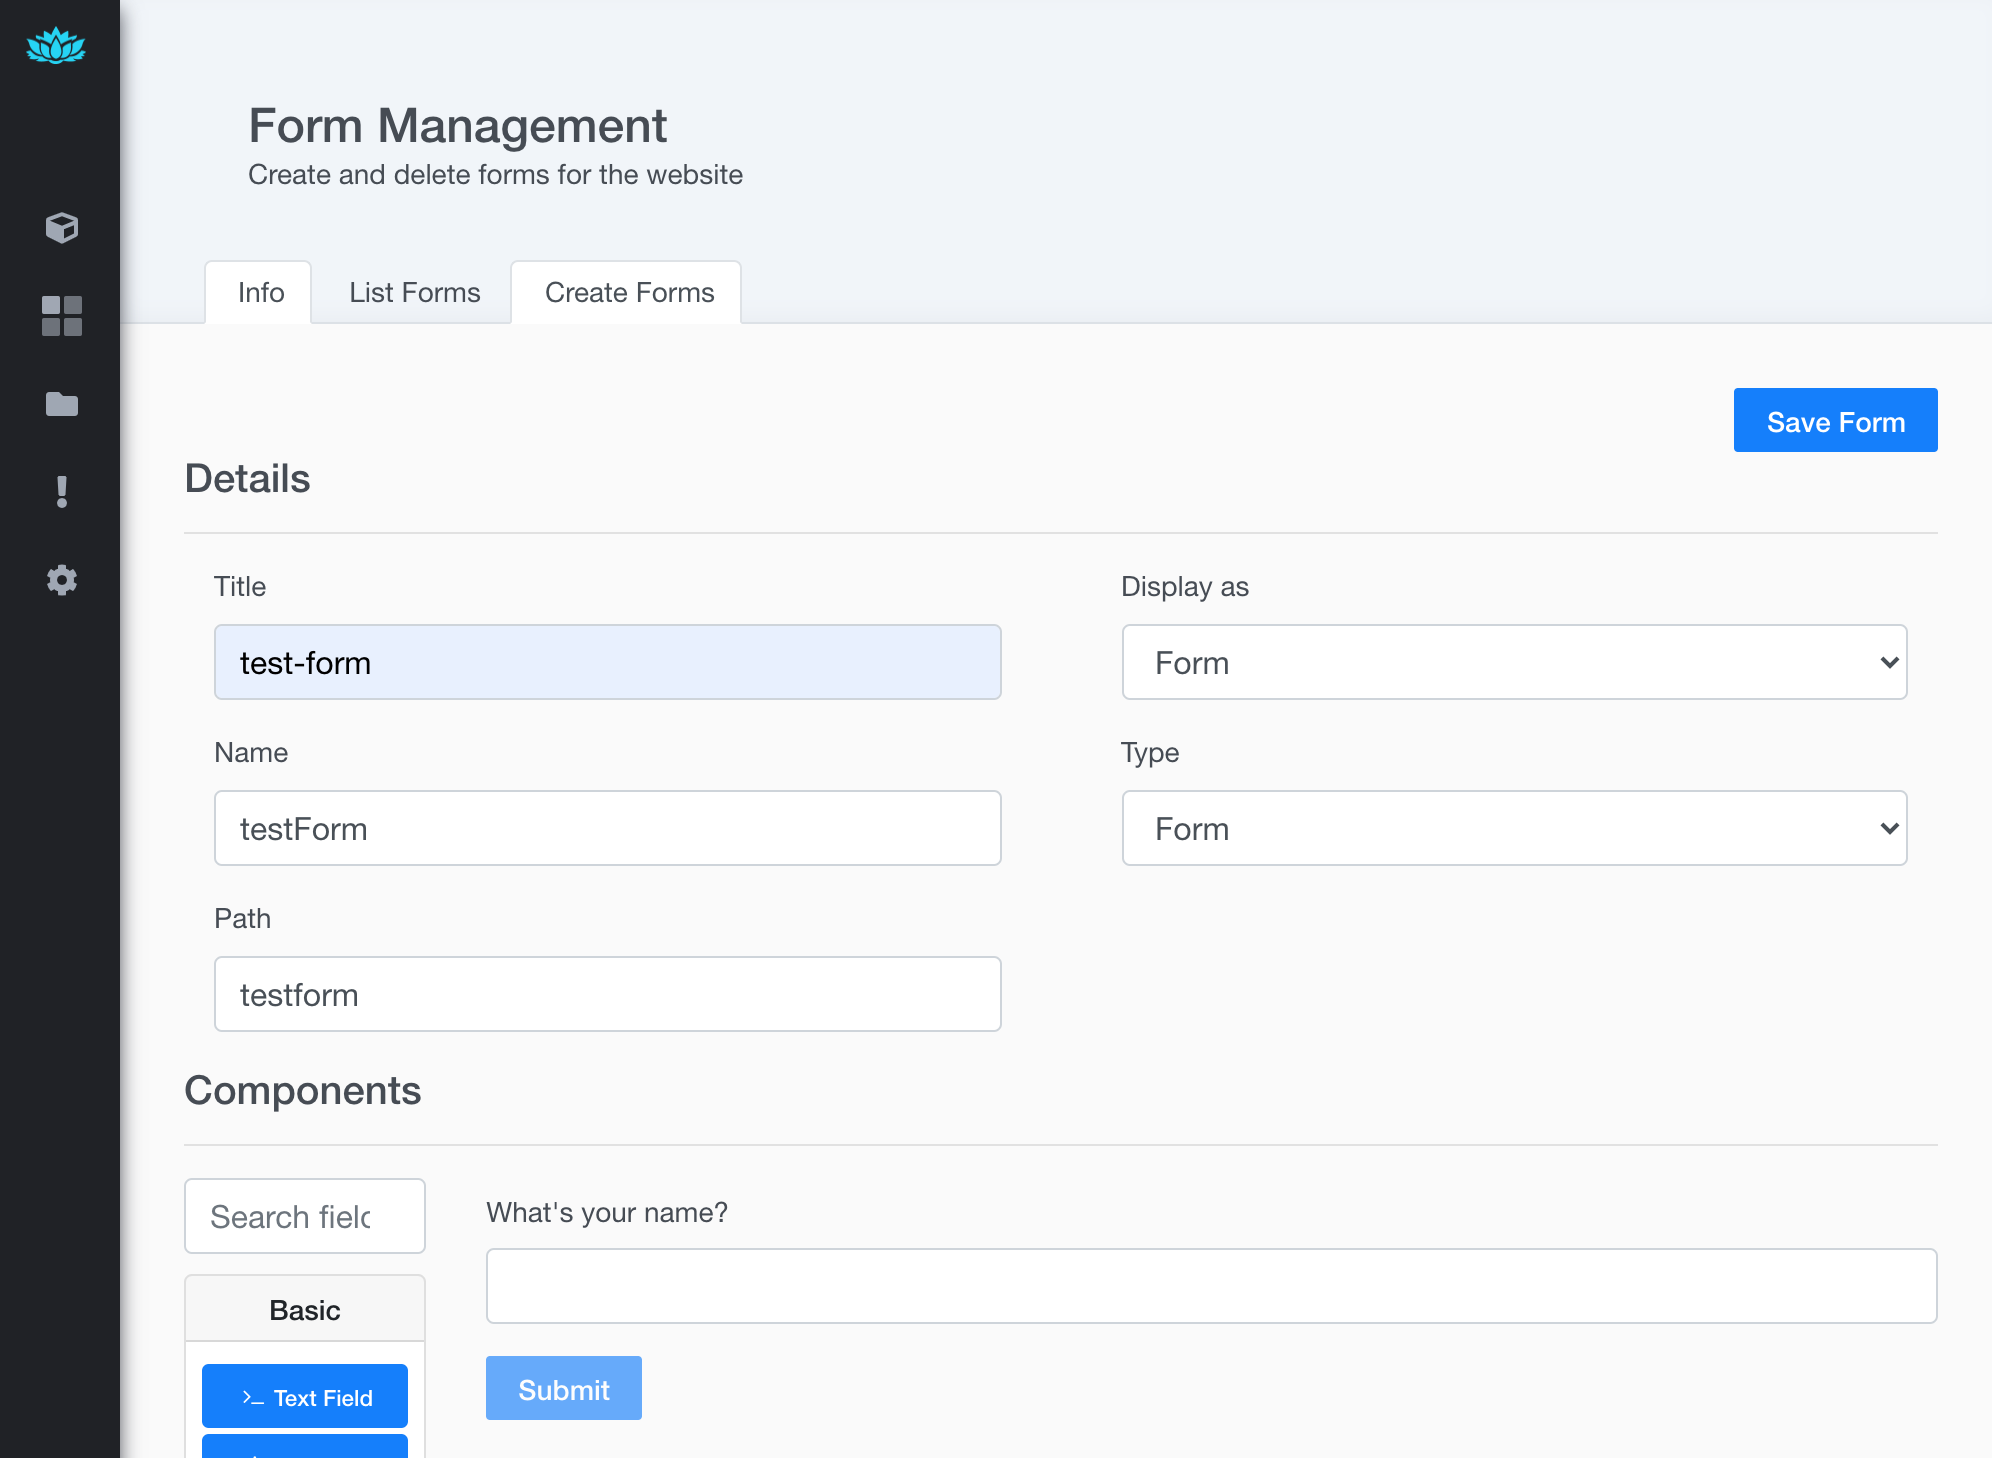 Form Management
Create and delete forms for the website
Info
List Forms
Create Forms
Save Form
Details
Title
Display as
test-form
Form
Name
Type
testForm
Form
Path
testform
Components
Search fielc
What's your name?
Basic
>_ Text Field
Submit